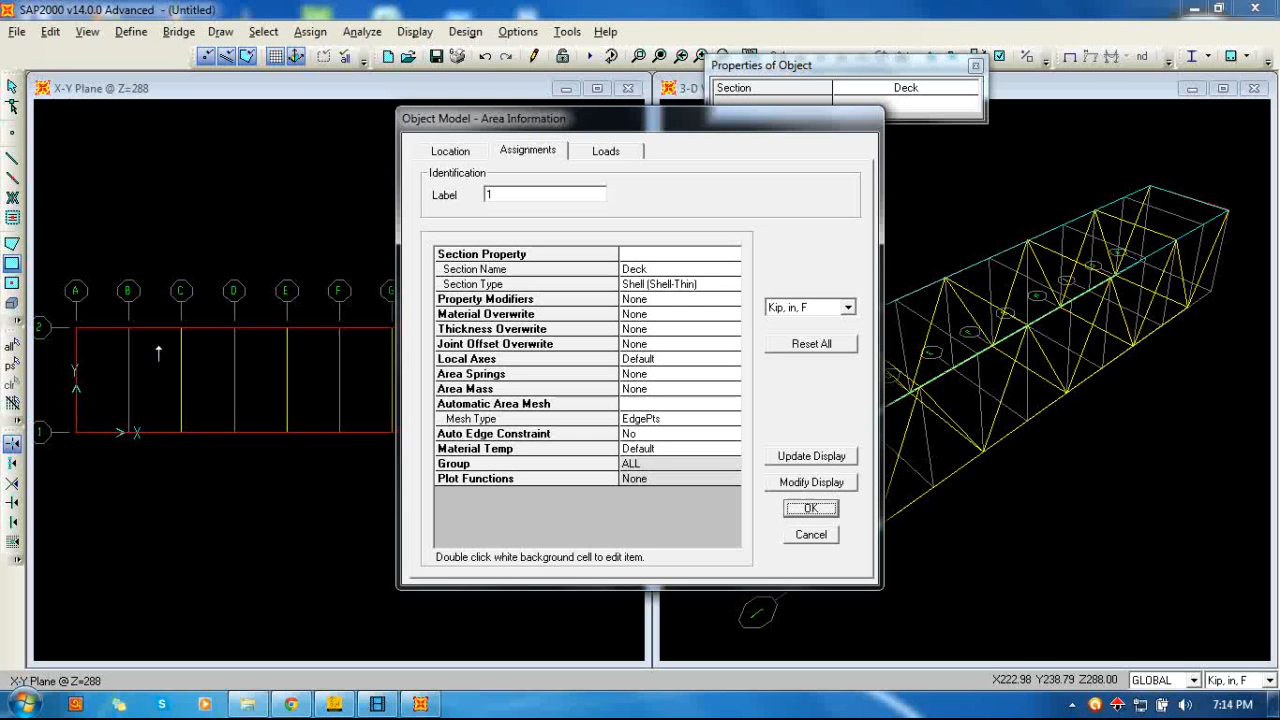 SAP2000 v14.0.0 Advanced - (Untitled)
File Edit View Define Bridge Draw Select Assign Analyze Display Design Options Tools Help
nd
X-Y Plane @ Z=288
3-D V
Properties of Object
Section Deck
Object Model - Area Information
Location Assignments Loads
Identification
Label 1
Section Property
Section Name Deck
Section Type Shell (Shell-Thin)
Property Modifiers None
Material Overwrite None
Thickness Overwrite None
Joint Offset Overwrite None
Local Axes Default
Area Springs None
Area Mass None
Automatic Area Mesh
Mesh Type EdgePts
Auto Edge Constraint No
Material Temp Default
Group ALL
Plot Functions None
Double click white background cell to edit item.
Kip, in, F
Reset All
Update Display
Modify Display
OK
Cancel
A B C D E F G
2
Y
1
X
all
ps
clr
X-Y Plane @ Z=288
X222.98 Y238.79 Z288.00
GLOBAL
Kip, in, F
7:14 PM